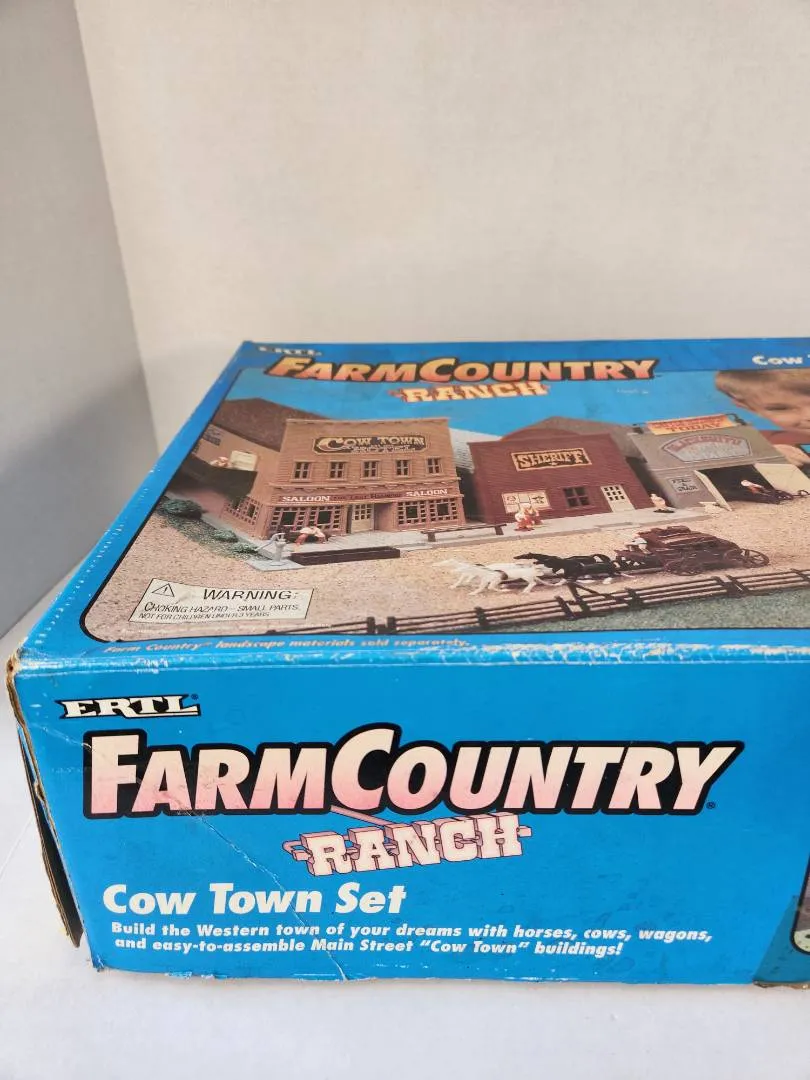 ERTL
FARMCOUNTRY
RANCH
Cow
COW TOWN
SALOON
SALOON
SHERIFF
TODAY
⚠ WARNING:
CHOKING HAZARD - SMALL PARTS.
NOT FOR CHILDREN UNDER 3 YEARS
Farm Country™ landscape materials sold separately.
ERTL®
FARMCOUNTRY®
RANCH
Cow Town Set
Build the Western town of your dreams with horses, cows, wagons,
and easy-to-assemble Main Street "Cow Town" buildings!